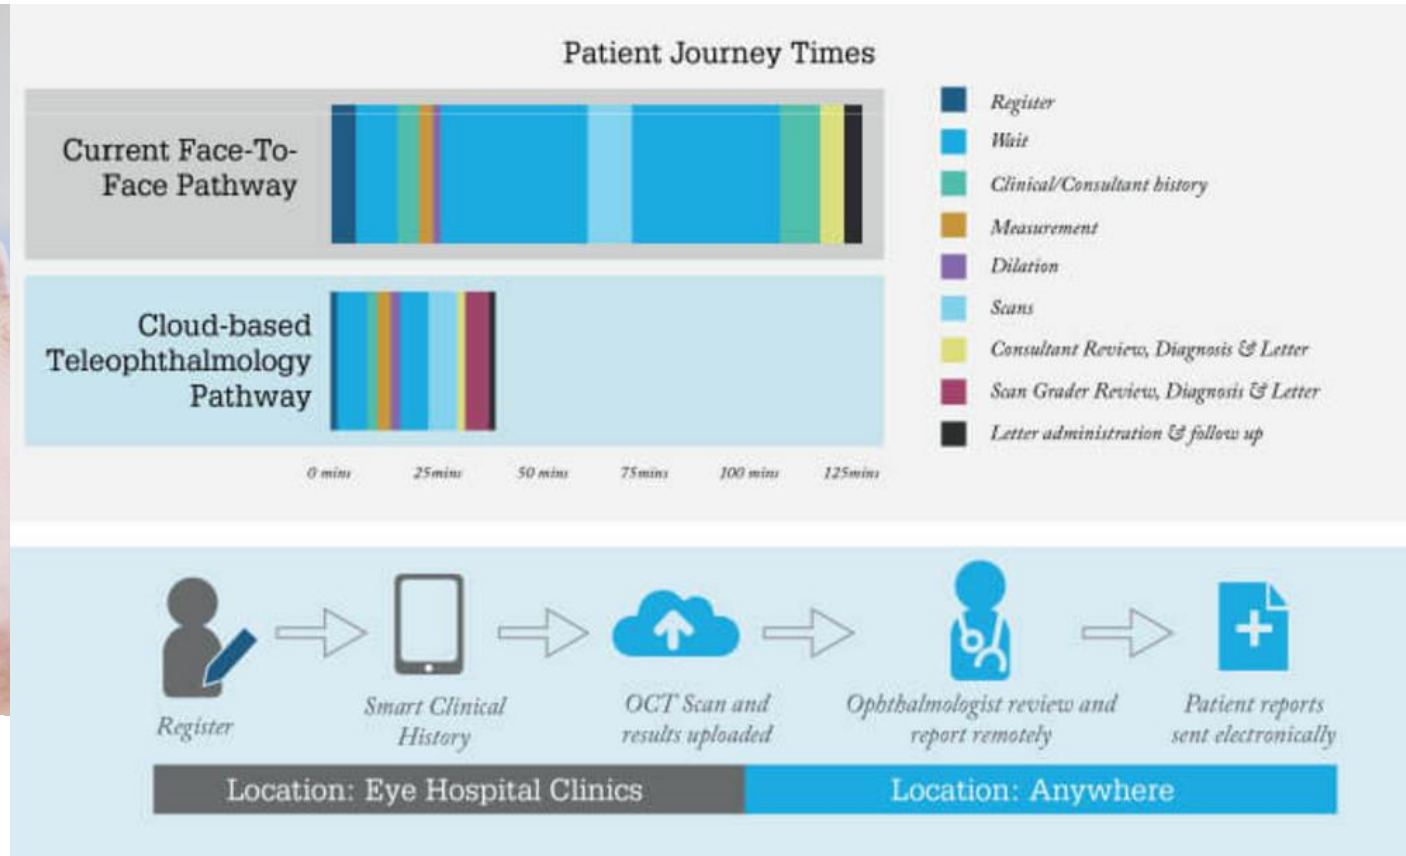 Patient Journey Times
Current Face-To-
Face Pathway
Cloud-based
Teleophthalmology
Pathway
0 mins
25mins
50 mins
75mins
100 mins
125mins
Register
Wait
Clinical/Consultant history
Measurement
Dilation
Scans
Consultant Review, Diagnosis & Letter
Scan Grader Review, Diagnosis & Letter
Letter administration & follow up
Register
Smart Clinical
History
OCT Scan and
results uploaded
Ophthalmologist review and
report remotely
Patient reports
sent electronically
Location: Eye Hospital Clinics
Location: Anywhere